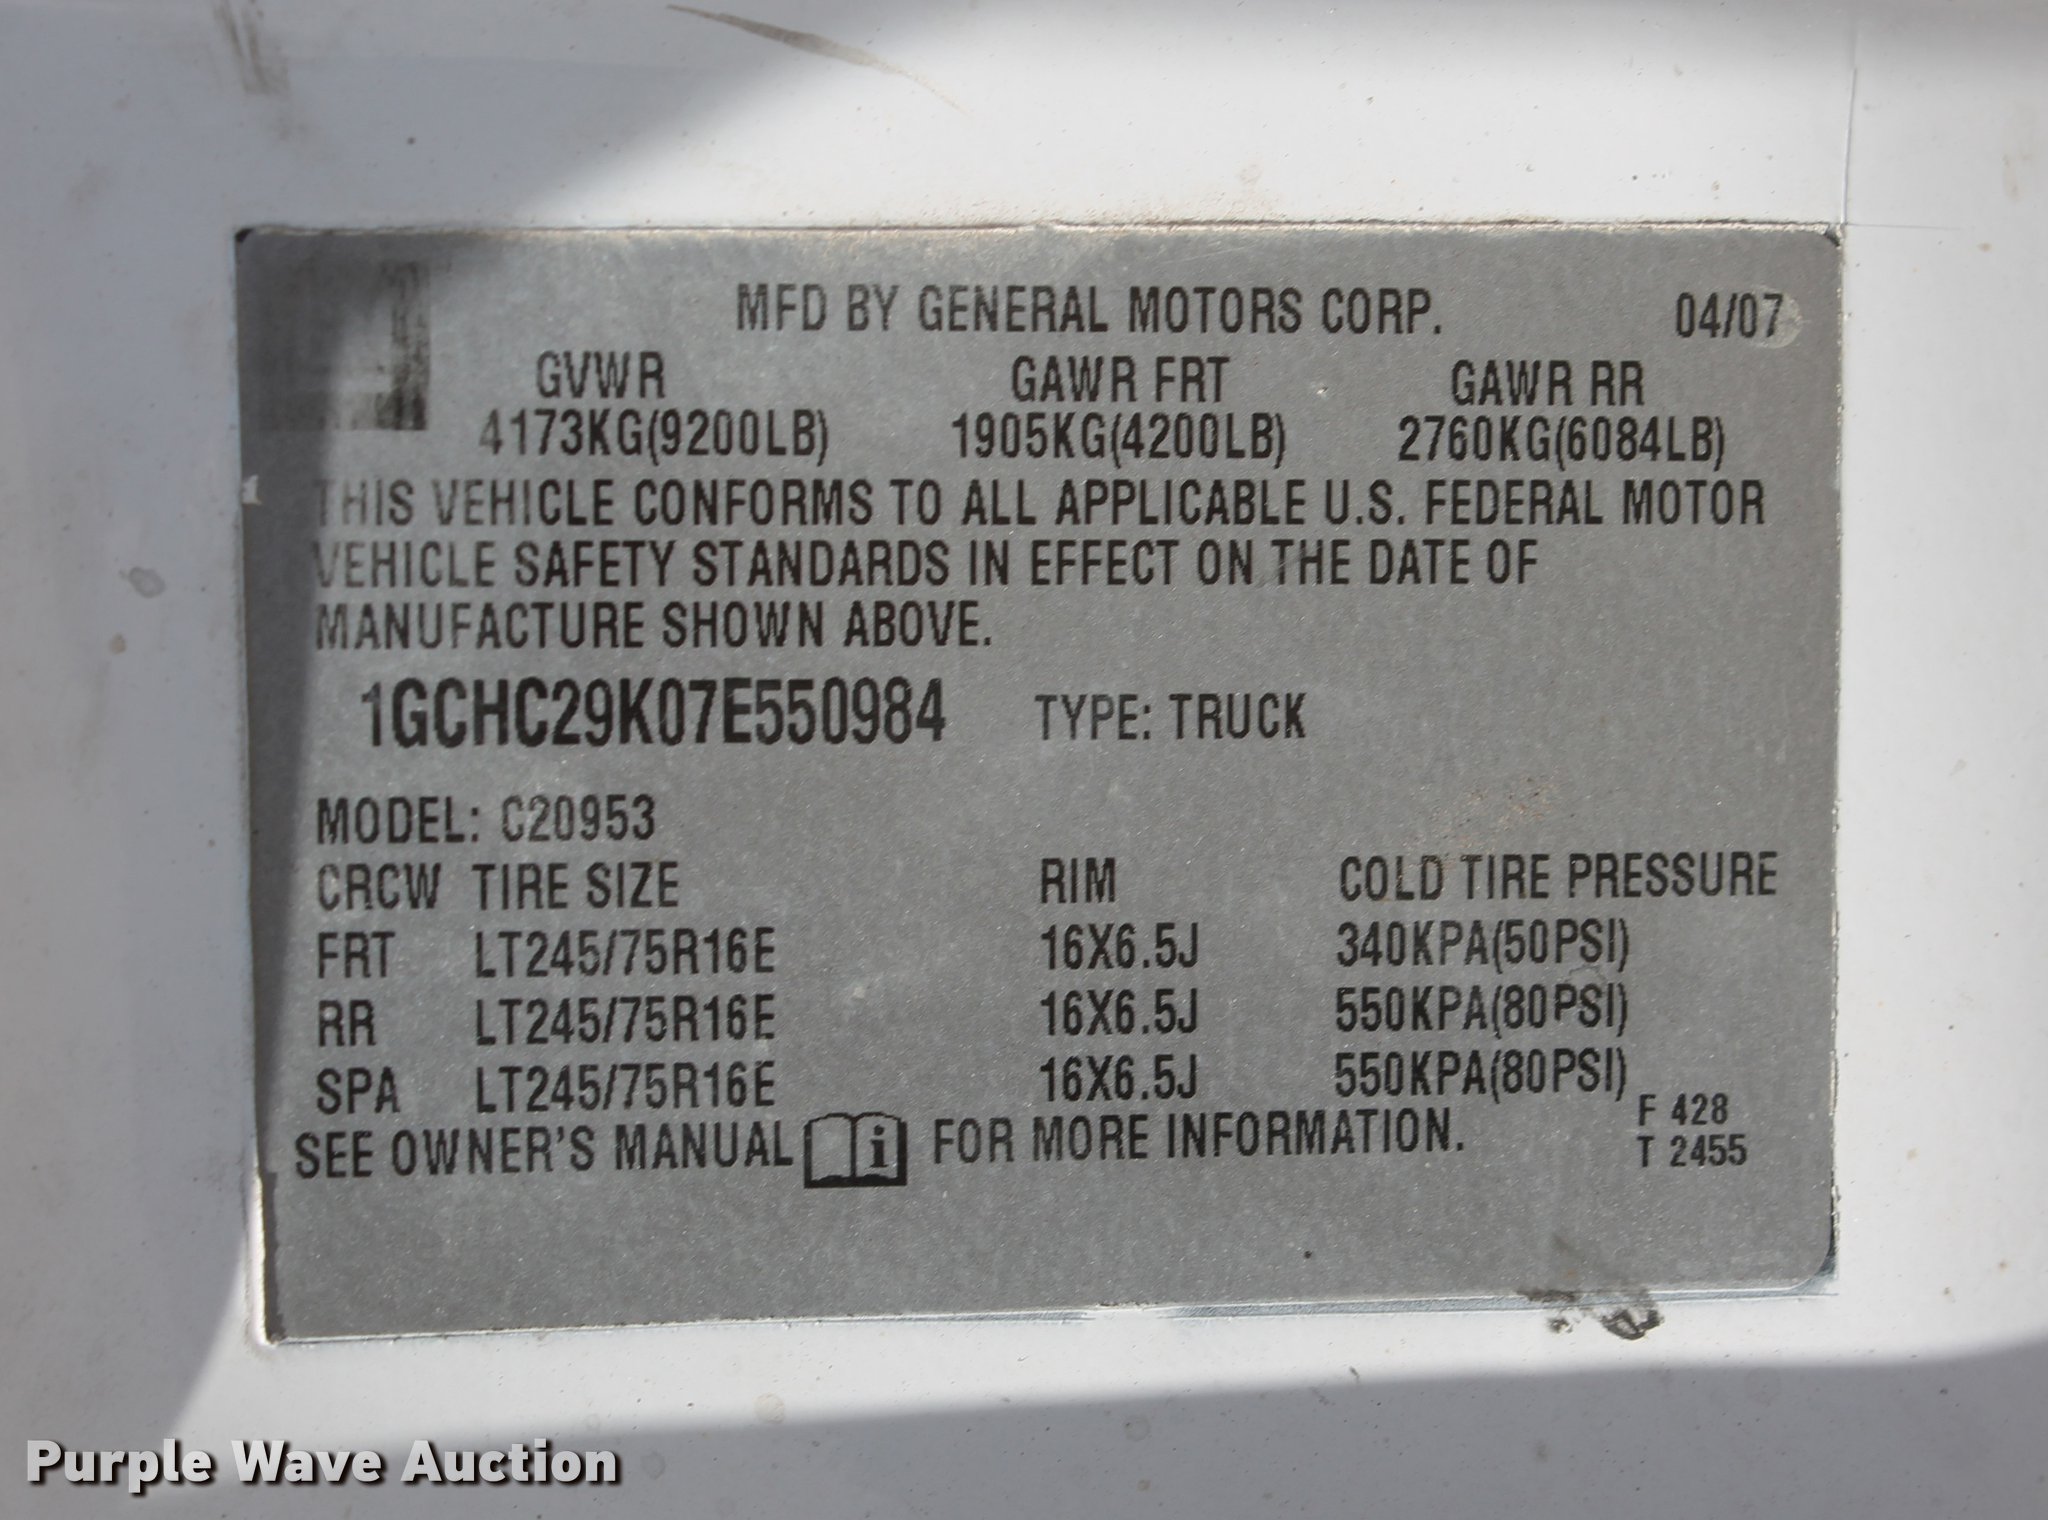 MFD BY GENERAL MOTORS CORP. 04/07
GVWR GAWR FRT GAWR RR
4173KG(9200LB) 1905KG(4200LB) 2760KG(6084LB)
THIS VEHICLE CONFORMS TO ALL APPLICABLE U.S. FEDERAL MOTOR
VEHICLE SAFETY STANDARDS IN EFFECT ON THE DATE OF
MANUFACTURE SHOWN ABOVE.
1GCHC29K07E550984 TYPE: TRUCK
MODEL: C20953
CRCW TIRE SIZE RIM COLD TIRE PRESSURE
FRT LT245/75R16E 16X6.5J 340KPA(50PSI)
RR LT245/75R16E 16X6.5J 550KPA(80PSI)
SPA LT245/75R16E 16X6.5J 550KPA(80PSI)
SEE OWNER'S MANUAL i FOR MORE INFORMATION.
F 428
T 2455
Purple Wave Auction